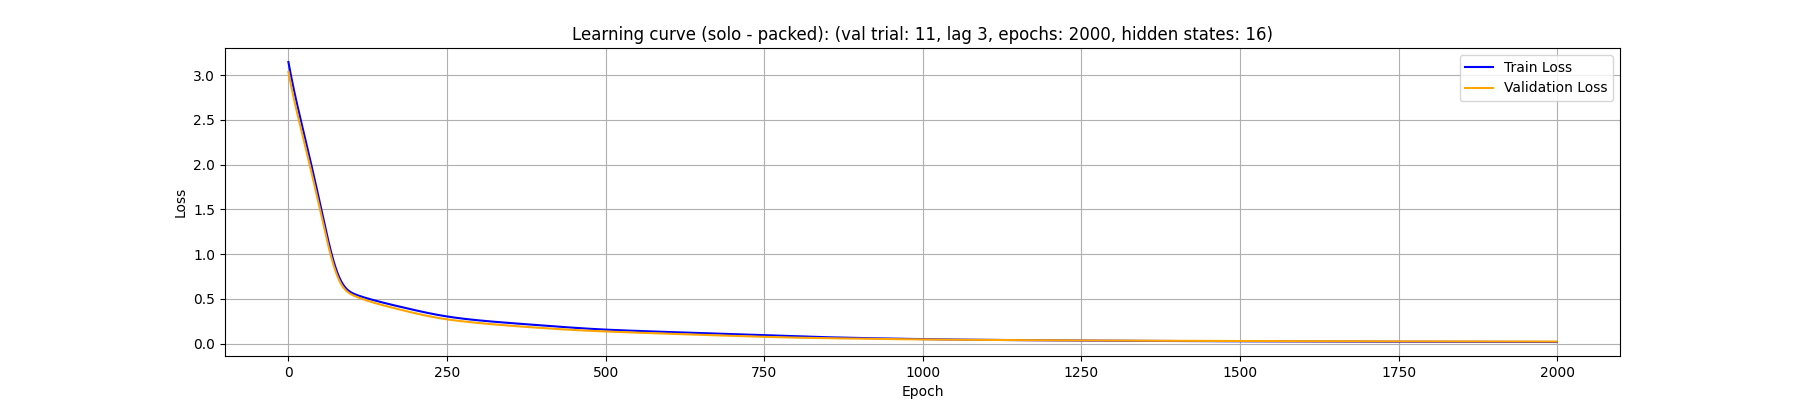 Learning curve (solo - packed): (val trial: 11, lag 3, epochs: 2000, hidden states: 16)
Train Loss
Validation Loss
3.0
2.5
2.0
1.5
1.0
0.5
0.0
Loss
0 250 500 750 1000 1250 1500 1750 2000
Epoch